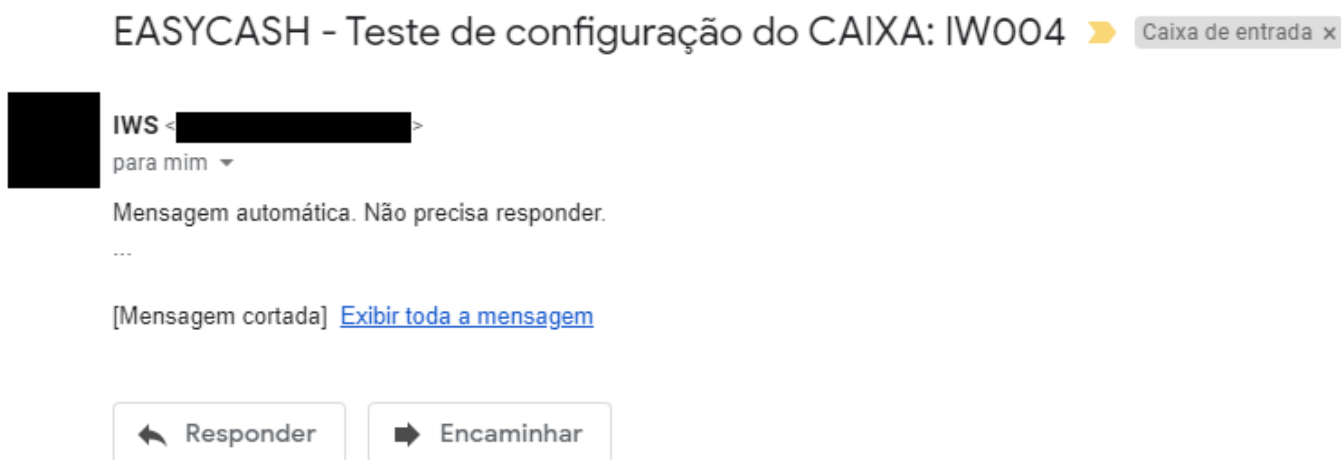 EASYCASH - Teste de configuração do CAIXA: IW004 Caixa de entrada x
IWS < >
para mim
Mensagem automática. Não precisa responder.
...
[Mensagem cortada] Exibir toda a mensagem
Responder Encaminhar